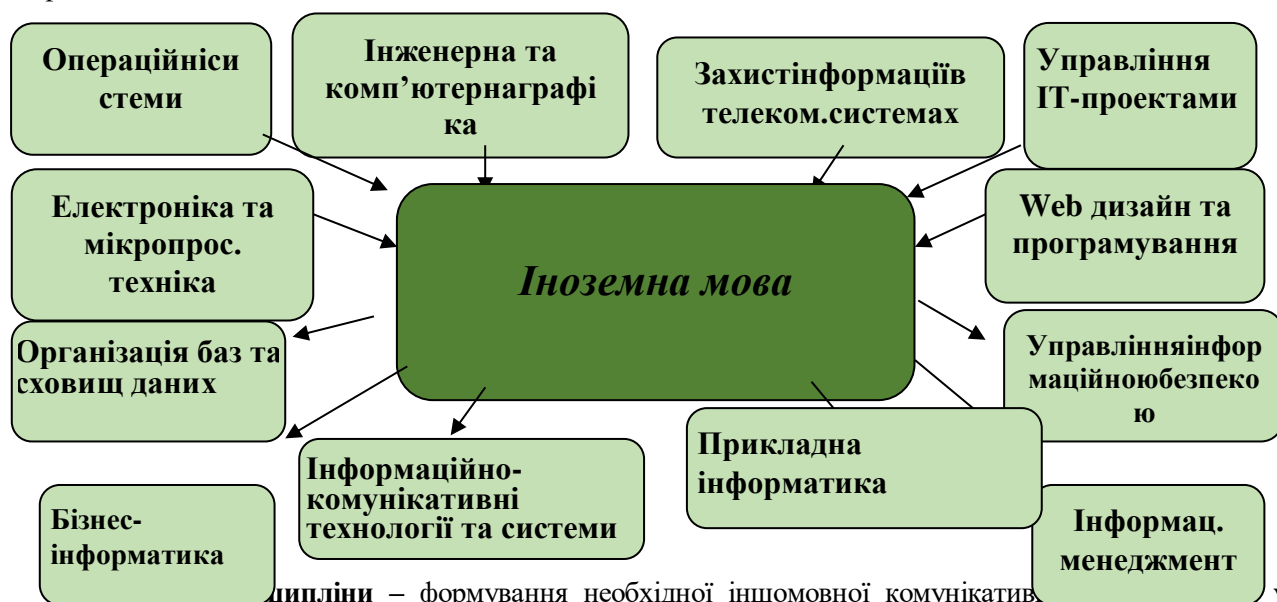 Операційніси
стеми
Інженерна та
комп’ютернаграфі
ка
Захистінформаціїв
телеком.системах
Управління
ІТ-проектами
Електроніка та
мікропрос.
техніка
Іноземна мова
Web дизайн та
програмування
Організація баз та
сховищ даних
Управлінняінфор
маційноюбезпеко
ю
Інформаційно-
комунікативні
технології та системи
Прикладна
інформатика
Бізнес-
інформатика
Інформац.
менеджмент
ципліни – формування необхідної іншомовної комунікатив